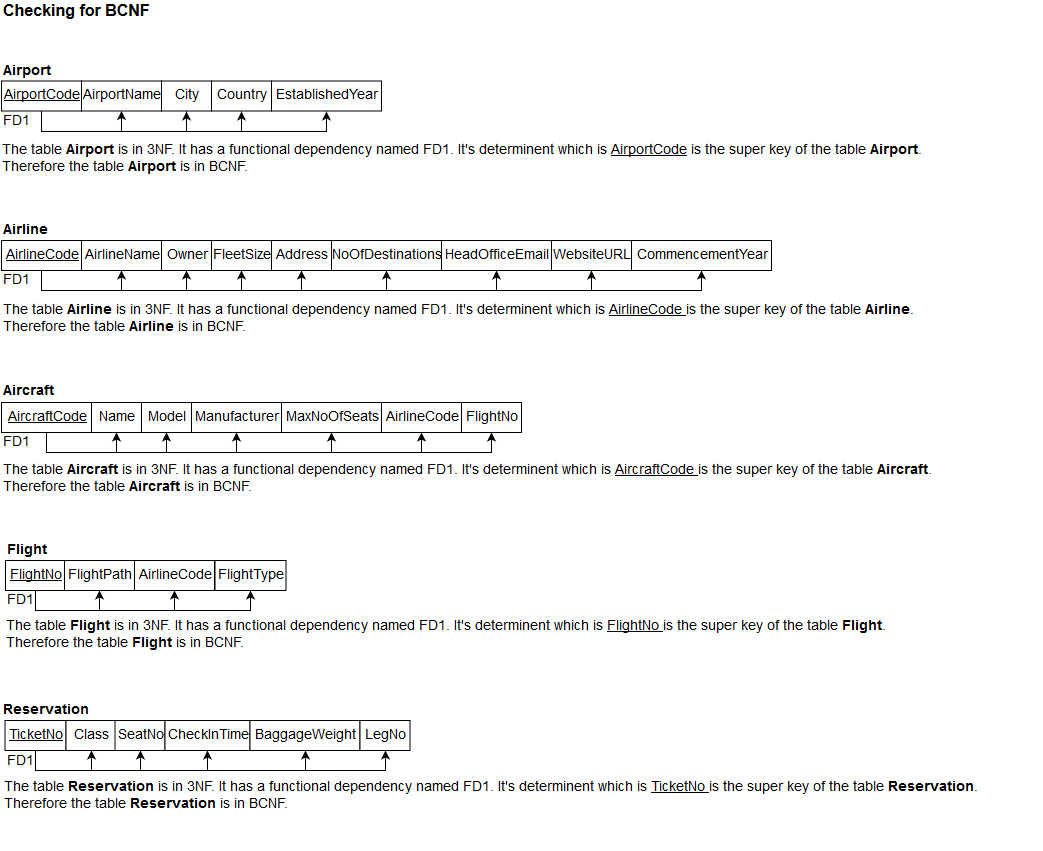 Checking for BCNF
Airport
AirportCode AirportName City Country EstablishedYear
FD1
The table Airport is in 3NF. It has a functional dependency named FD1. It's determinent which is AirportCode is the super key of the table Airport.
Therefore the table Airport is in BCNF.
Airline
AirlineCode AirlineName Owner FleetSize Address NoOfDestinations HeadOfficeEmail WebsiteURL CommencementYear
FD1
The table Airline is in 3NF. It has a functional dependency named FD1. It's determinent which is AirlineCode is the super key of the table Airline.
Therefore the table Airline is in BCNF.
Aircraft
AircraftCode Name Model Manufacturer MaxNoOfSeats AirlineCode FlightNo
FD1
The table Aircraft is in 3NF. It has a functional dependency named FD1. It's determinent which is AircraftCode is the super key of the table Aircraft.
Therefore the table Aircraft is in BCNF.
Flight
FlightNo FlightPath AirlineCode FlightType
FD1
The table Flight is in 3NF. It has a functional dependency named FD1. It's determinent which is FlightNo is the super key of the table Flight.
Therefore the table Flight is in BCNF.
Reservation
TicketNo Class SeatNo CheckInTime BaggageWeight LegNo
FD1
The table Reservation is in 3NF. It has a functional dependency named FD1. It's determinent which is TicketNo is the super key of the table Reservation.
Therefore the table Reservation is in BCNF.